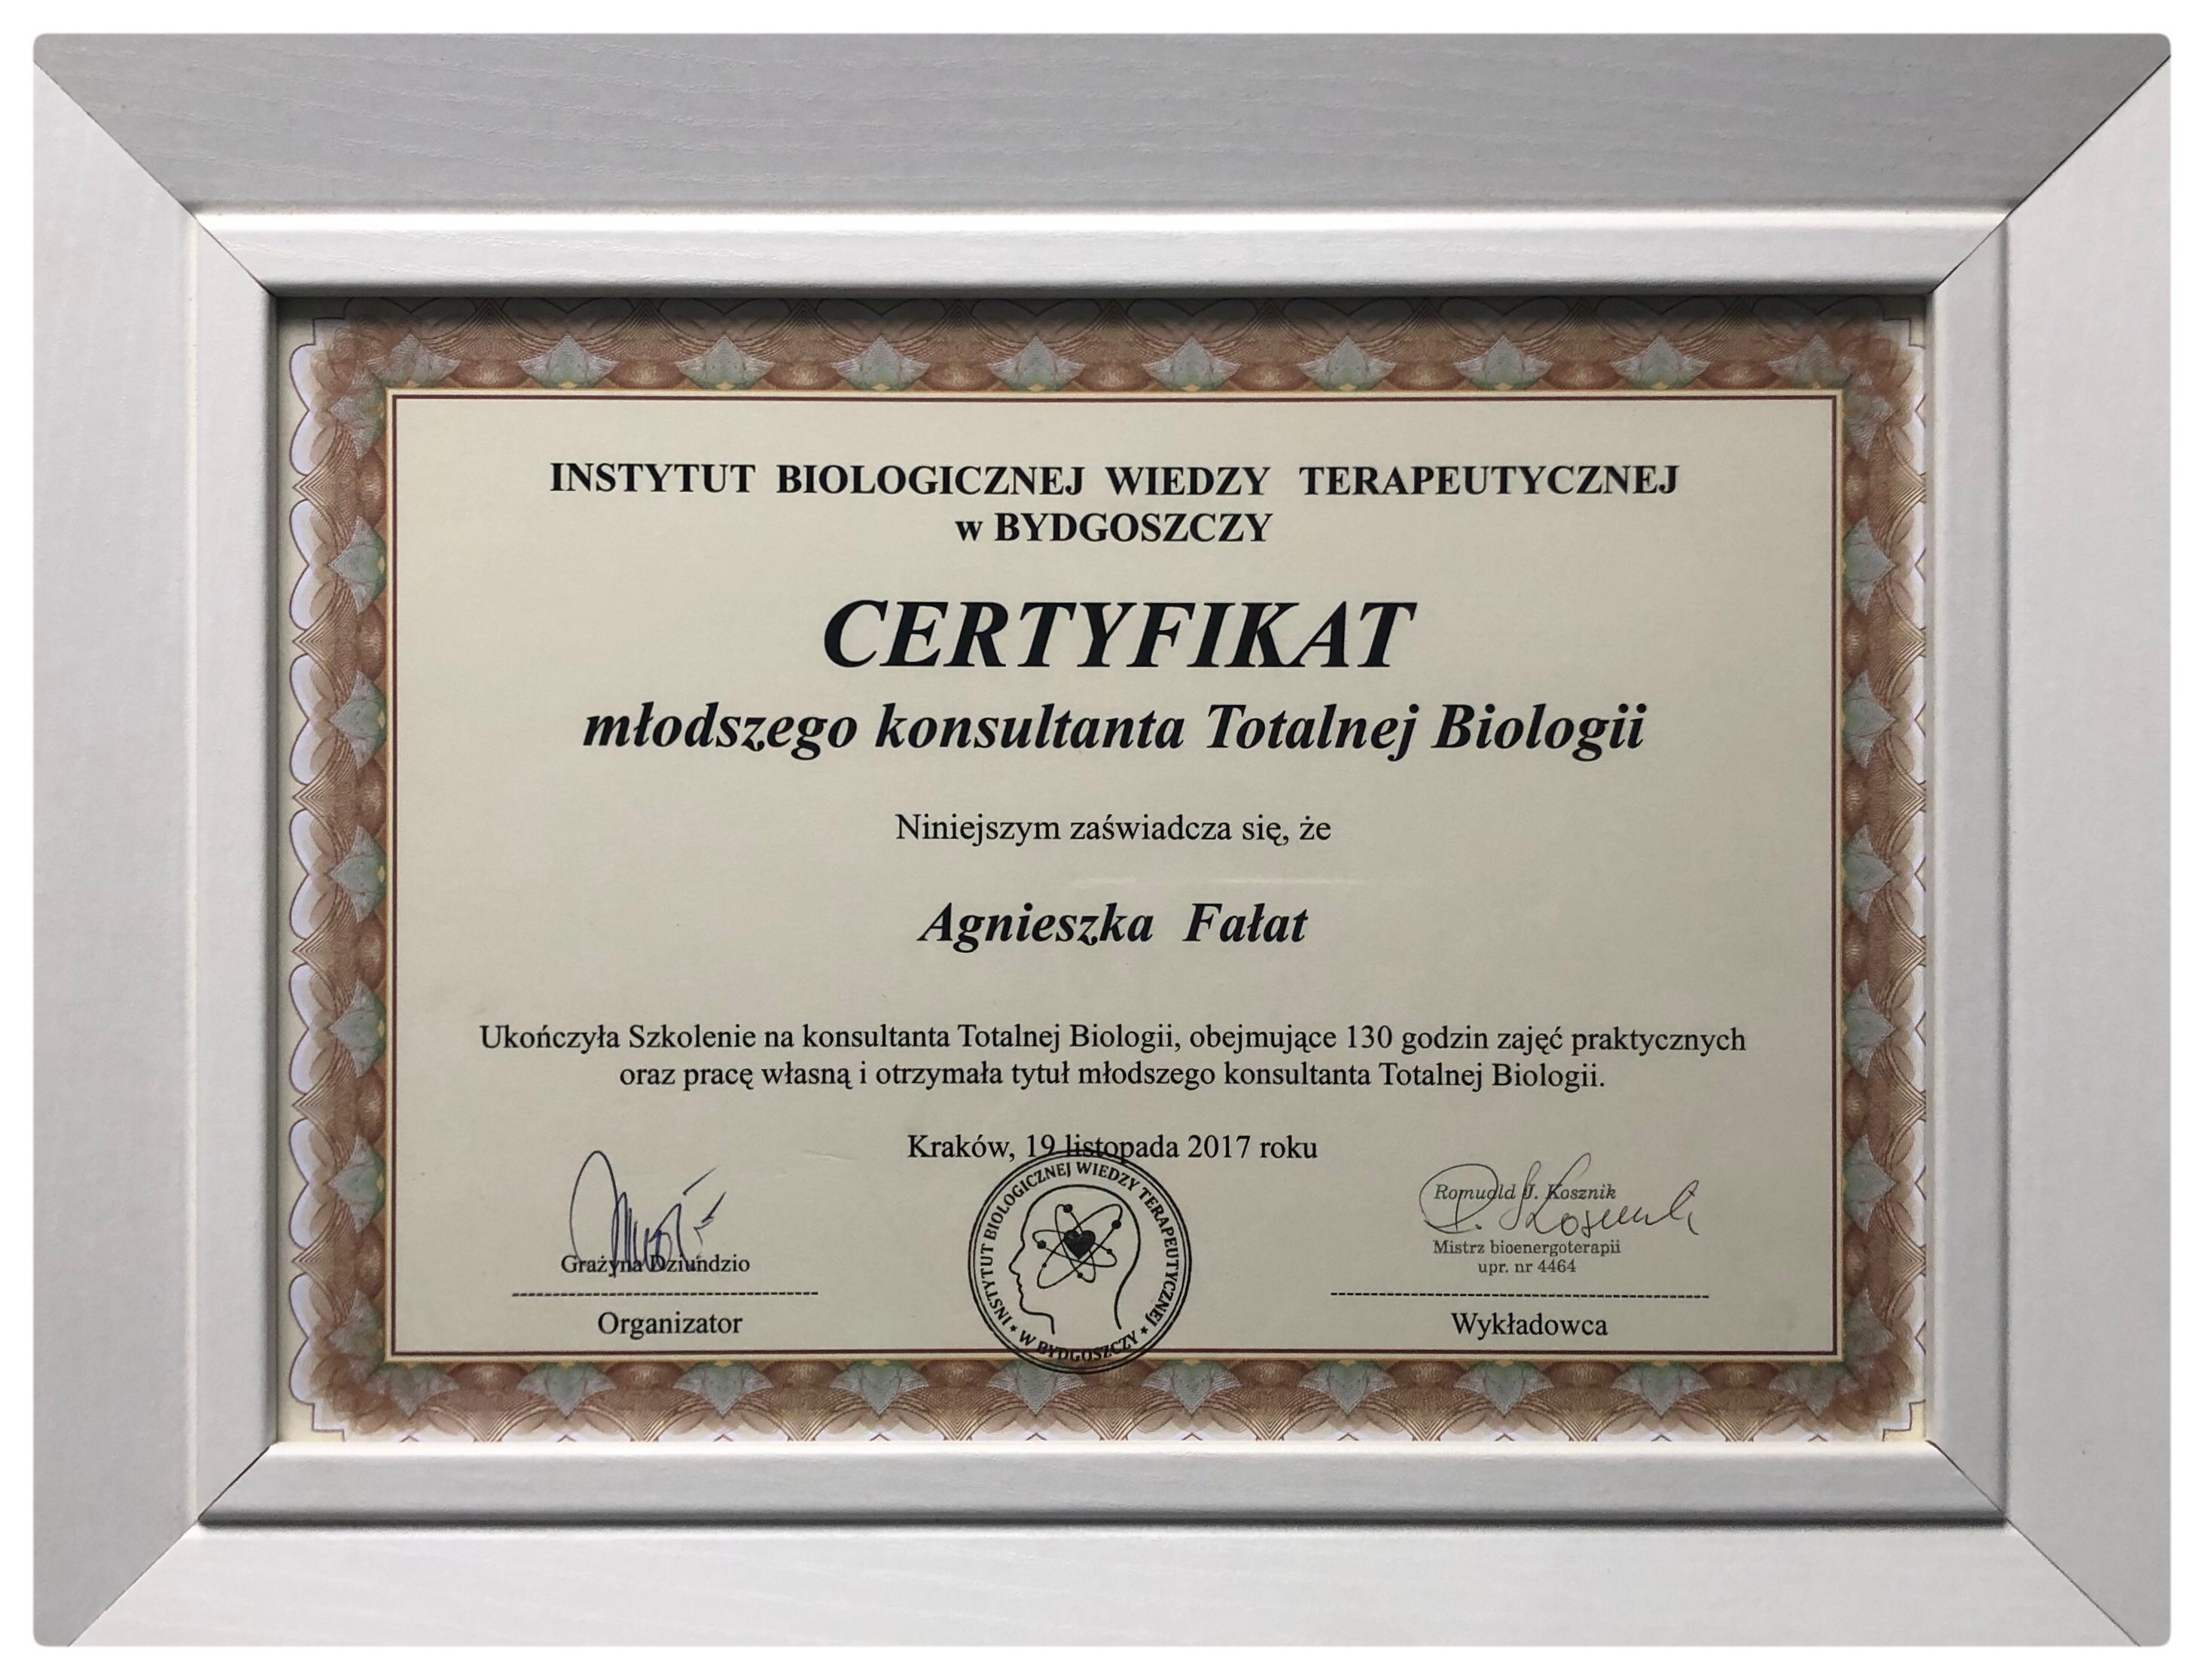 INSTYTUT BIOLOGICZNEJ WIEDZY TERAPEUTYCZNEJ
w BYDGOSZCZY
CERTYFIKAT
młodszego konsultanta Totalnej Biologii
Niniejszym zaświadcza się, że
Agnieszka Fałat
Ukończyła Szkolenie na konsultanta Totalnej Biologii, obejmujące 130 godzin zajęć praktycznych
oraz pracę własną i otrzymała tytuł młodszego konsultanta Totalnej Biologii.
Kraków, 19 listopada 2017 roku
Grażyna Dziundzio
Organizator
INSTYTUT BIOLOGICZNEJ WIEDZY TERAPEUTYCZNEJ
* W BYDGOSZCZY *
Romuald J. Kosznik
Mistrz bioenergoterapii
upr. nr 4464
Wykładowca